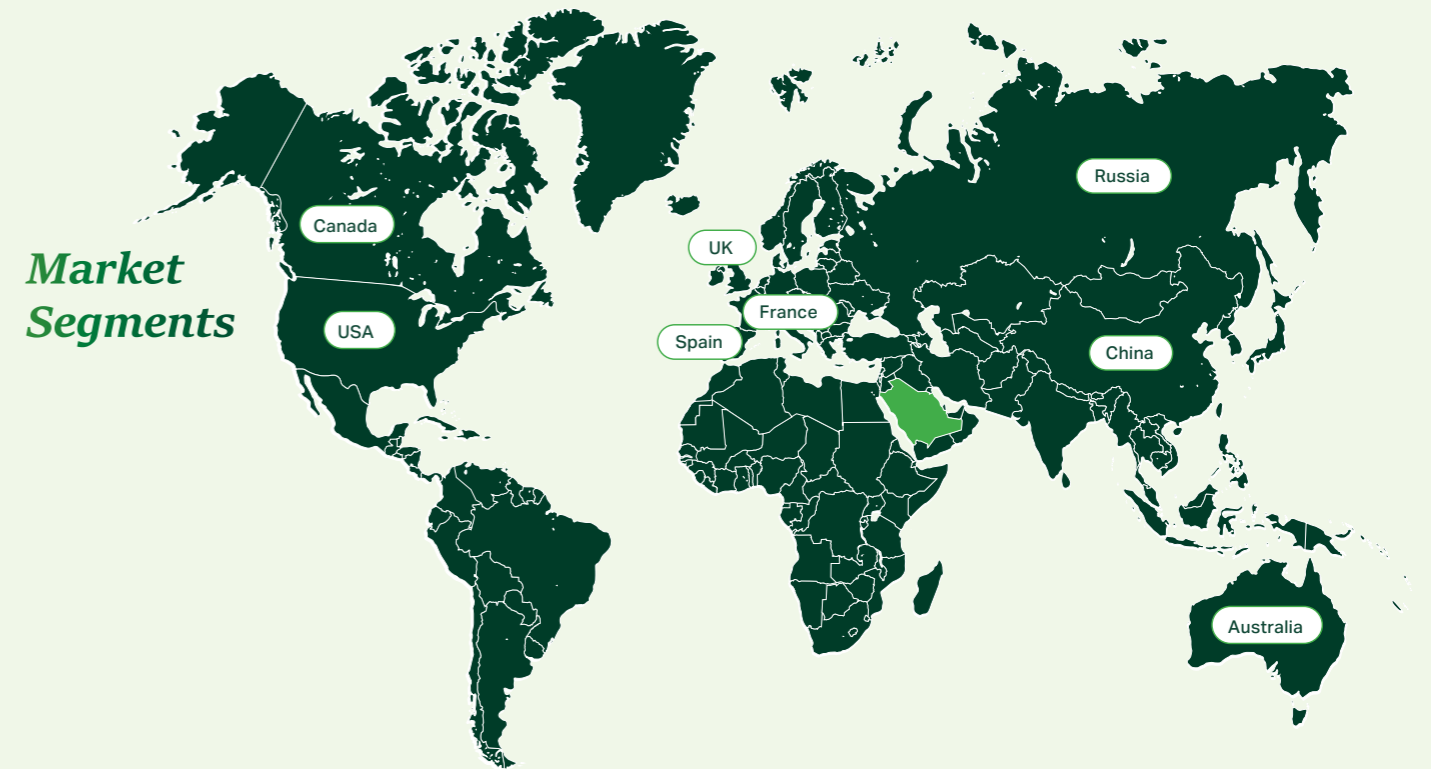 Market
Segments
Canada
USA
UK
France
Spain
Russia
China
Australia